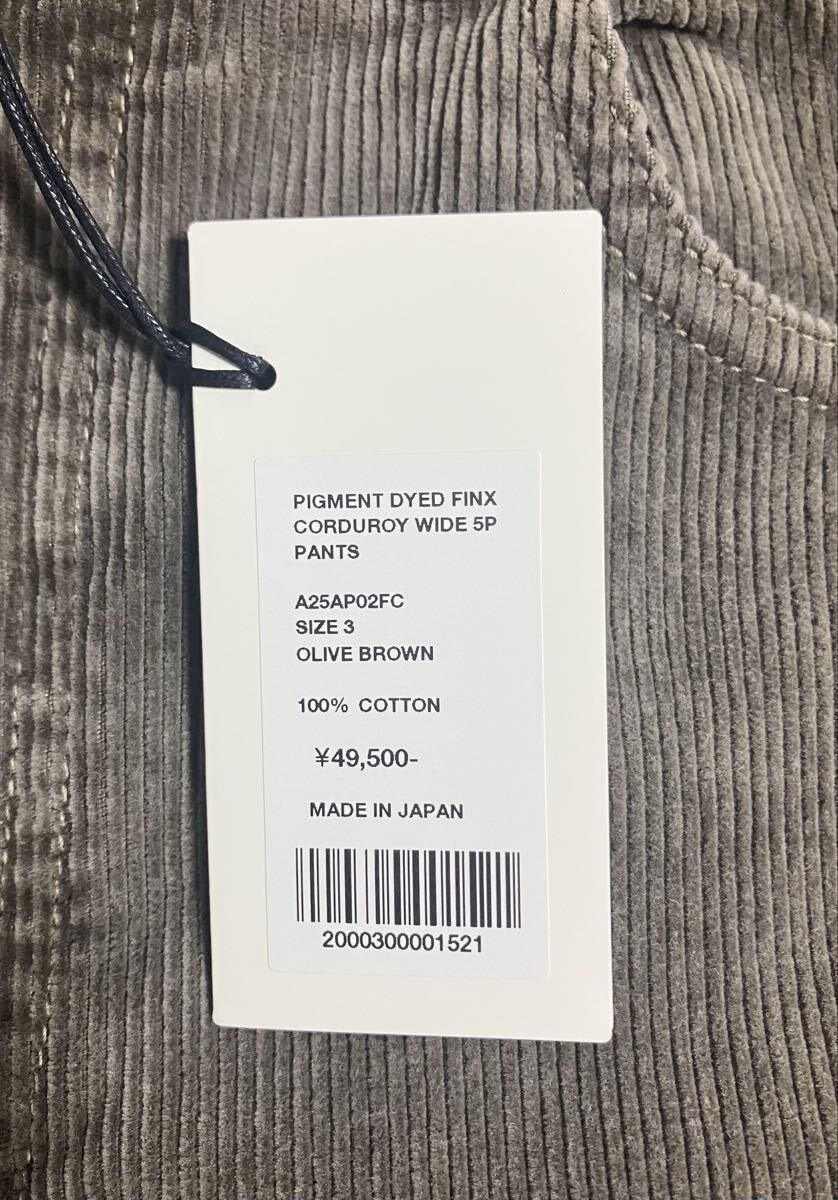 PIGMENT DYED FINX
CORDUROY WIDE 5P
PANTS
A25AP02FC
SIZE 3
OLIVE BROWN
100% COTTON
¥49,500-
MADE IN JAPAN
2000300001521